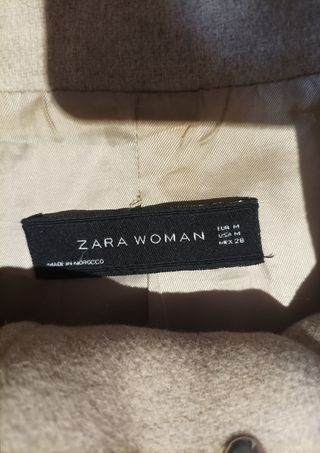 ZARA WOMAN
EUR M
USA M
MEX 28
MADE IN MOROCCO